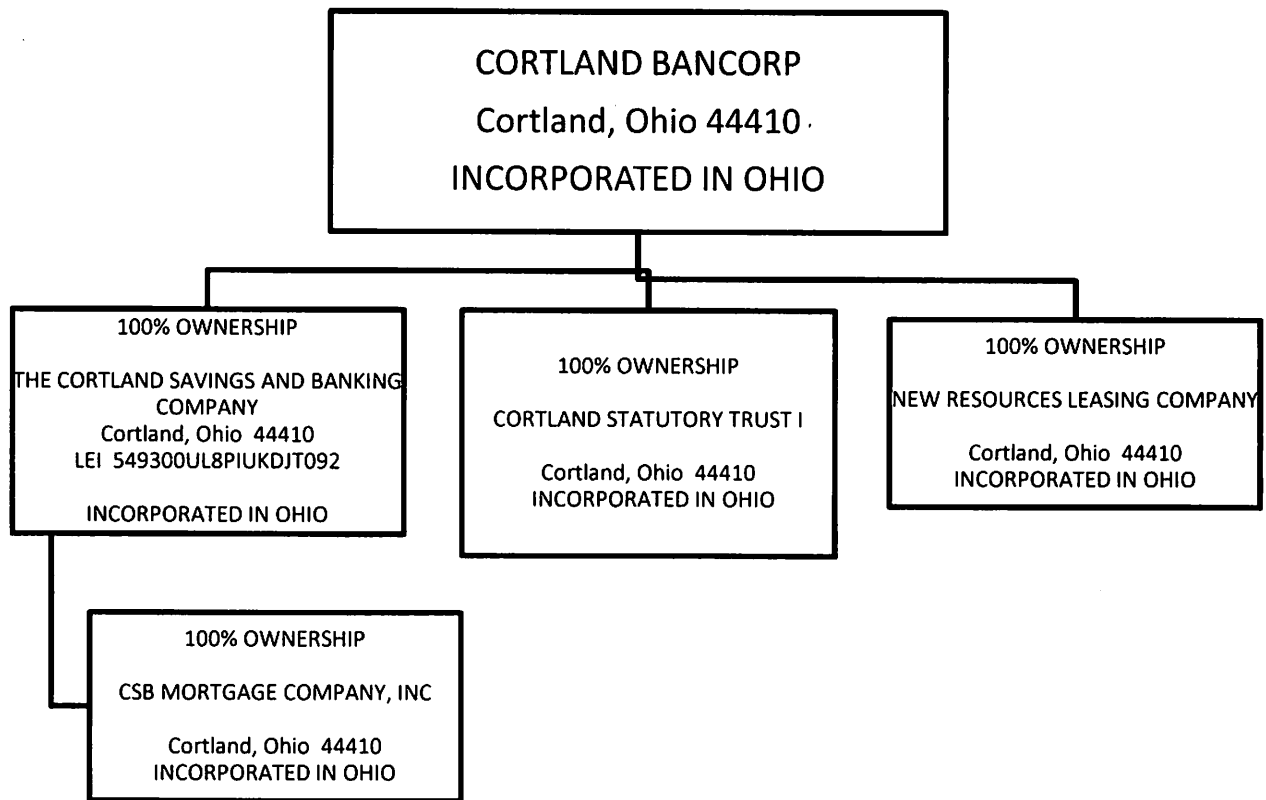 CORTLAND BANCORP
Cortland, Ohio 44410
INCORPORATED IN OHIO
100% OWNERSHIP
THE CORTLAND SAVINGS AND BANKING
COMPANY
Cortland, Ohio 44410
LEI 549300UL8PIUKDJT092
INCORPORATED IN OHIO
100% OWNERSHIP
CORTLAND STATUTORY TRUST I
Cortland, Ohio 44410
INCORPORATED IN OHIO
100% OWNERSHIP
NEW RESOURCES LEASING COMPANY
Cortland, Ohio 44410
INCORPORATED IN OHIO
100% OWNERSHIP
CSB MORTGAGE COMPANY, INC
Cortland, Ohio 44410
INCORPORATED IN OHIO